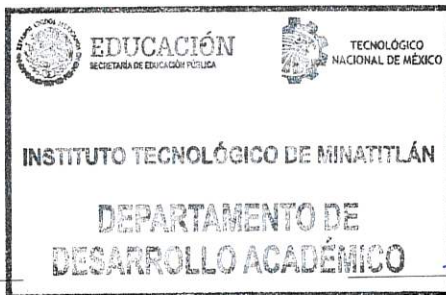 EDUCACIÓN
SECRETARÍA DE EDUCACIÓN PÚBLICA
TECNOLÓGICO
NACIONAL DE MÉXICO
INSTITUTO TECNOLÓGICO DE MINATITLÁN
DEPARTAMENTO DE
DESARROLLO ACADÉMICO